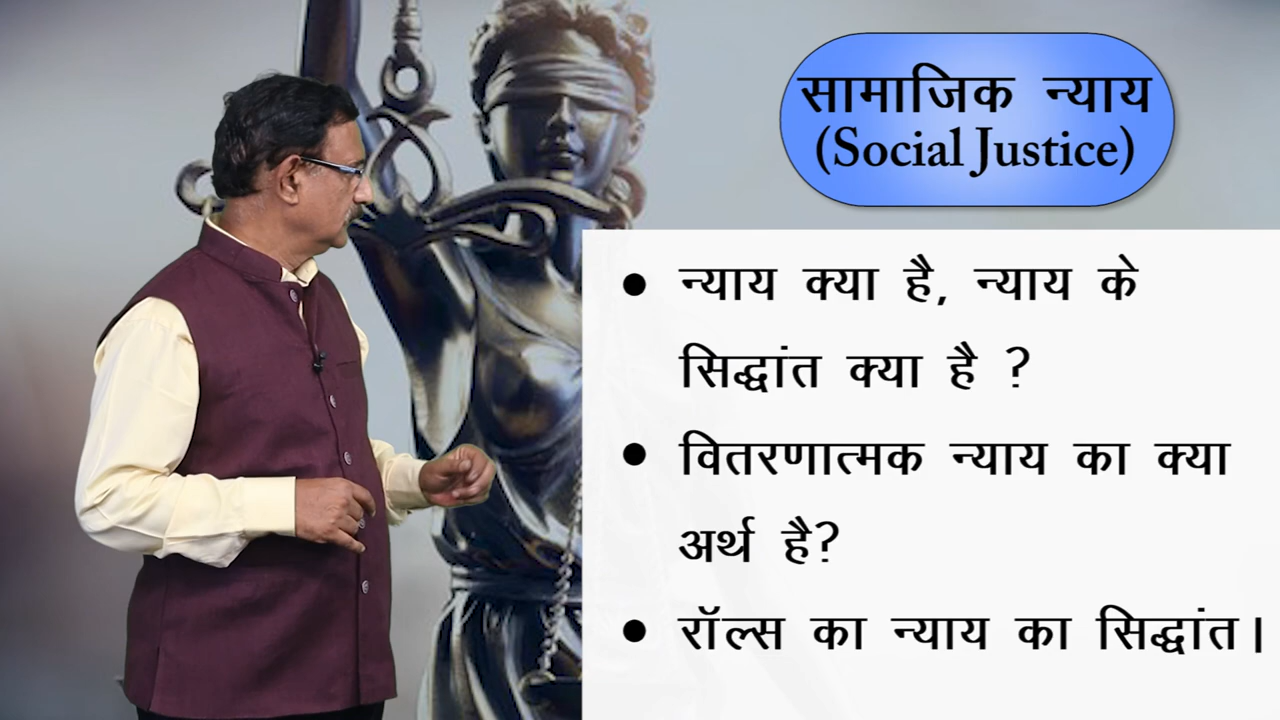 सामाजिक न्याय
(Social Justice)
• न्याय क्या है, न्याय के
सिद्धांत क्या है ?
• वितरणात्मक न्याय का क्या
अर्थ है?
• रॉल्स का न्याय का सिद्धांत।